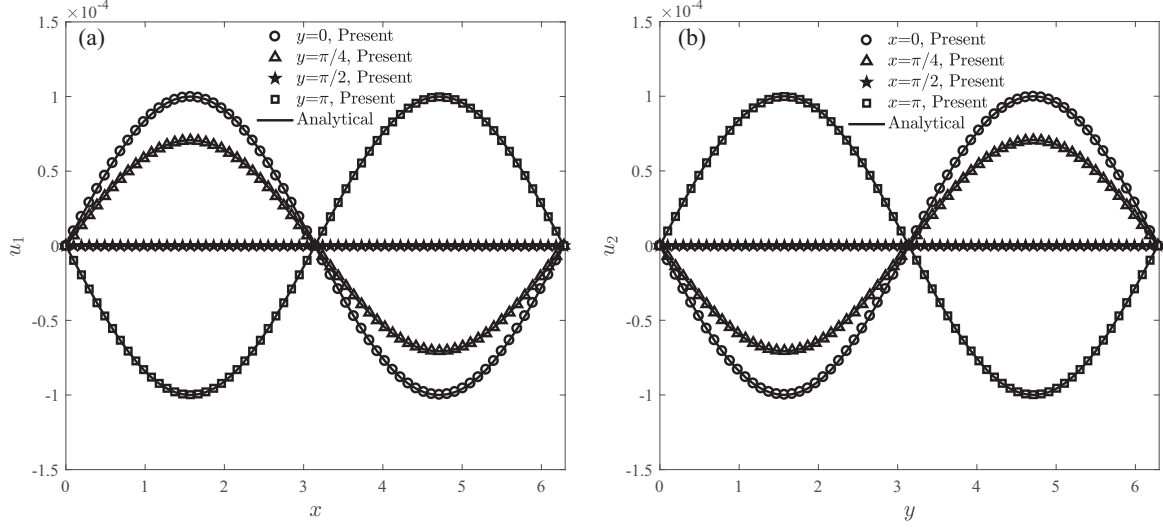 ×10⁻⁴
(a)
y=0, Present
y=π/4, Present
y=π/2, Present
y=π, Present
Analytical
1.5
1
0.5
0
-0.5
-1
-1.5
u₁
0 1 2 3 4 5 6
x
×10⁻⁴
(b)
x=0, Present
x=π/4, Present
x=π/2, Present
x=π, Present
Analytical
1.5
1
0.5
0
-0.5
-1
-1.5
u₂
0 1 2 3 4 5 6
y